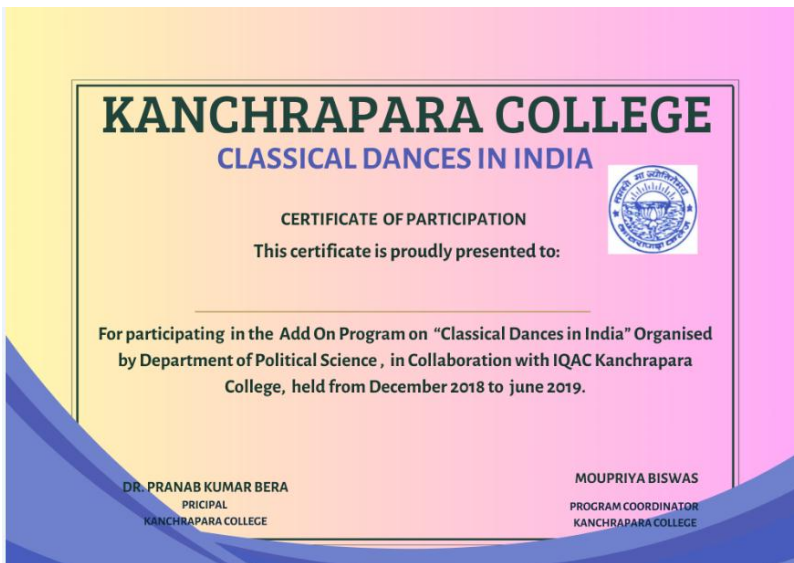 KANCHRAPARA COLLEGE
CLASSICAL DANCES IN INDIA
CERTIFICATE OF PARTICIPATION
This certificate is proudly presented to:
For participating in the Add On Program on “Classical Dances in India” Organised
by Department of Political Science , in Collaboration with IQAC Kanchrapara
College, held from December 2018 to june 2019.
DR. PRANAB KUMAR BERA
PRICIPAL
KANCHRAPARA COLLEGE
MOUPRIYA BISWAS
PROGRAM COORDINATOR
KANCHRAPARA COLLEGE